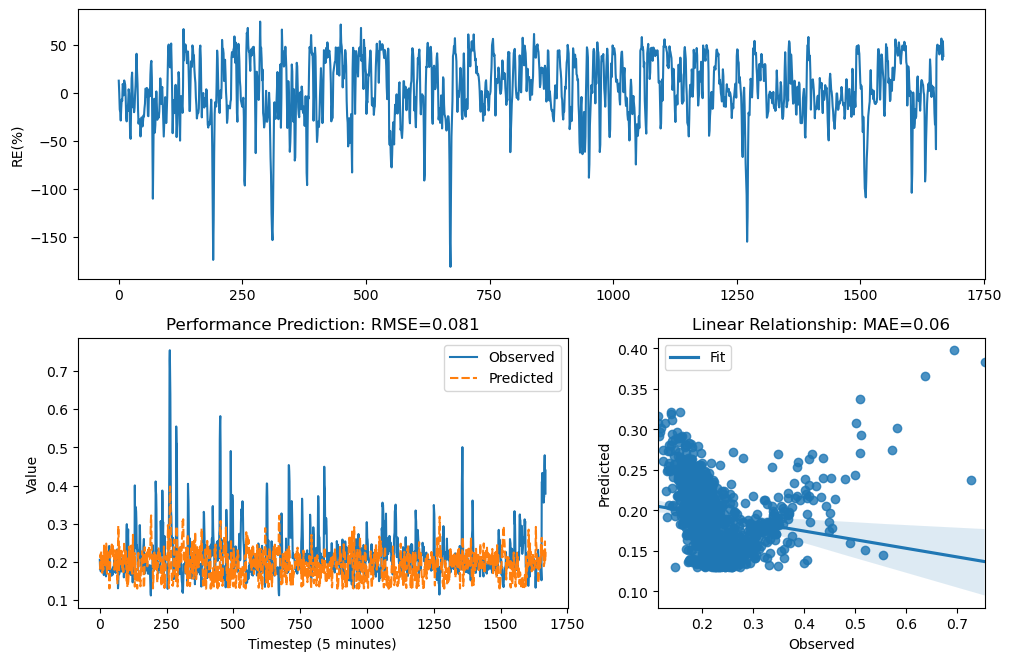 RE(%)
50
0
−50
−100
−150
0 250 500 750 1000 1250 1500 1750
Performance Prediction: RMSE=0.081
Value
0.7
0.6
0.5
0.4
0.3
0.2
0.1
Observed
Predicted
0 250 500 750 1000 1250 1500 1750
Timestep (5 minutes)
Linear Relationship: MAE=0.06
Predicted
0.40
0.35
0.30
0.25
0.20
0.15
0.10
Fit
0.2 0.3 0.4 0.5 0.6 0.7
Observed